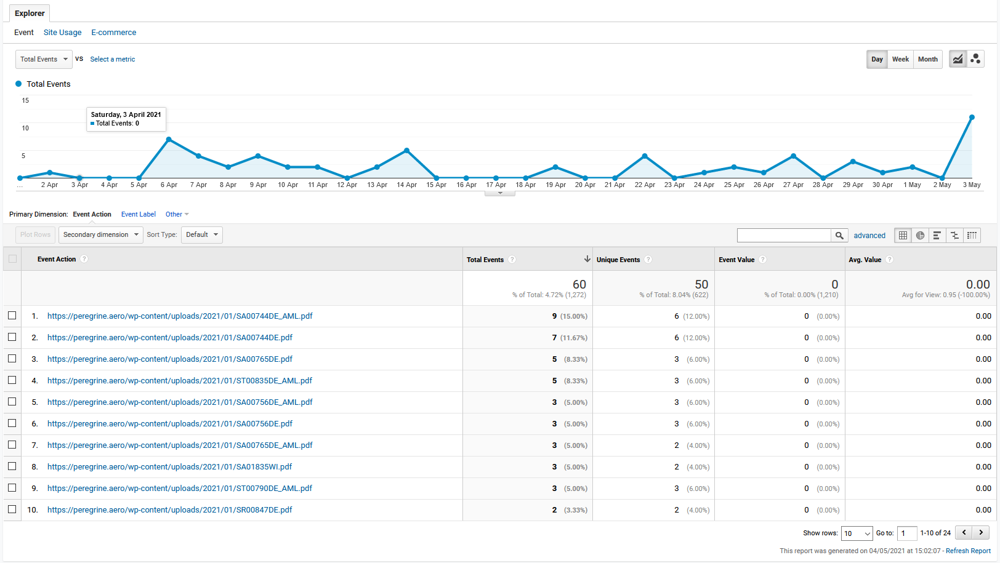 Explorer
Event Site Usage E-commerce
Total Events VS Select a metric Day Week Month
Total Events
15
10
5
Saturday, 3 April 2021
Total Events: 0
... 2 Apr 3 Apr 4 Apr 5 Apr 6 Apr 7 Apr 8 Apr 9 Apr 10 Apr 11 Apr 12 Apr 13 Apr 14 Apr 15 Apr 16 Apr 17 Apr 18 Apr 19 Apr 20 Apr 21 Apr 22 Apr 23 Apr 24 Apr 25 Apr 26 Apr 27 Apr 28 Apr 29 Apr 30 Apr 1 May 2 May 3 May
Primary Dimension: Event Action Event Label Other
Plot Rows Secondary dimension Sort Type: Default advanced
Event Action ? Total Events ? Unique Events ? Event Value ? Avg. Value ?
60 50 0 0.00
% of Total: 4.72% (1,272) % of Total: 8.04% (622) % of Total: 0.00% (1,210) Avg for View: 0.95 (-100.00%)
1. https://peregrine.aero/wp-content/uploads/2021/01/SA00744DE_AML.pdf 9 (15.00%) 6 (12.00%) 0 (0.00%) 0.00
2. https://peregrine.aero/wp-content/uploads/2021/01/SA00744DE.pdf 7 (11.67%) 6 (12.00%) 0 (0.00%) 0.00
3. https://peregrine.aero/wp-content/uploads/2021/01/SA00765DE.pdf 5 (8.33%) 3 (6.00%) 0 (0.00%) 0.00
4. https://peregrine.aero/wp-content/uploads/2021/01/ST00835DE_AML.pdf 5 (8.33%) 3 (6.00%) 0 (0.00%) 0.00
5. https://peregrine.aero/wp-content/uploads/2021/01/SA00756DE_AML.pdf 3 (5.00%) 3 (6.00%) 0 (0.00%) 0.00
6. https://peregrine.aero/wp-content/uploads/2021/01/SA00756DE.pdf 3 (5.00%) 3 (6.00%) 0 (0.00%) 0.00
7. https://peregrine.aero/wp-content/uploads/2021/01/SA00765DE_AML.pdf 3 (5.00%) 2 (4.00%) 0 (0.00%) 0.00
8. https://peregrine.aero/wp-content/uploads/2021/01/SA01835WI.pdf 3 (5.00%) 2 (4.00%) 0 (0.00%) 0.00
9. https://peregrine.aero/wp-content/uploads/2021/01/ST00790DE_AML.pdf 3 (5.00%) 3 (6.00%) 0 (0.00%) 0.00
10. https://peregrine.aero/wp-content/uploads/2021/01/SR00847DE.pdf 2 (3.33%) 2 (4.00%) 0 (0.00%) 0.00
Show rows: 10 Go to: 1 1-10 of 24
This report was generated on 04/05/2021 at 15:02:07 - Refresh Report